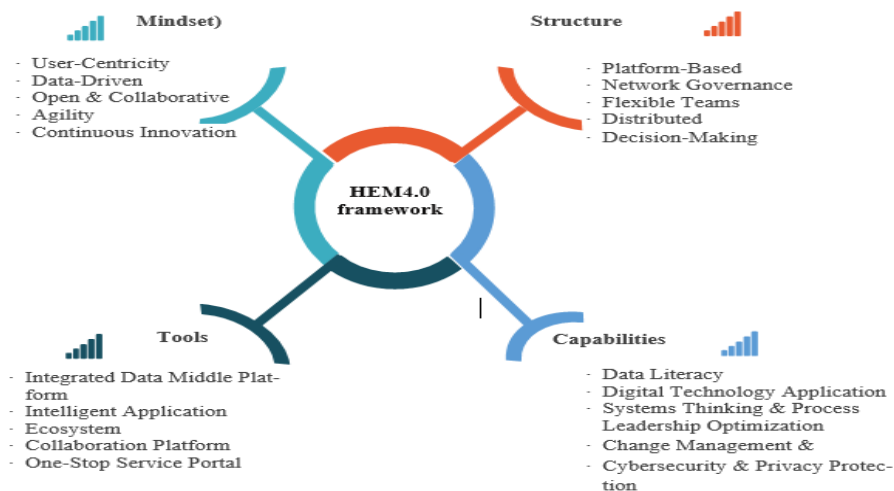 Mindset)
· User-Centricity
· Data-Driven
· Open & Collaborative
· Agility
· Continuous Innovation
Structure
· Platform-Based
· Network Governance
· Flexible Teams
· Distributed
· Decision-Making
HEM4.0
framework
Tools
· Integrated Data Middle Plat-
form
· Intelligent Application
· Ecosystem
· Collaboration Platform
· One-Stop Service Portal
Capabilities
· Data Literacy
· Digital Technology Application
· Systems Thinking & Process
Leadership Optimization
· Change Management &
· Cybersecurity & Privacy Protec-
tion